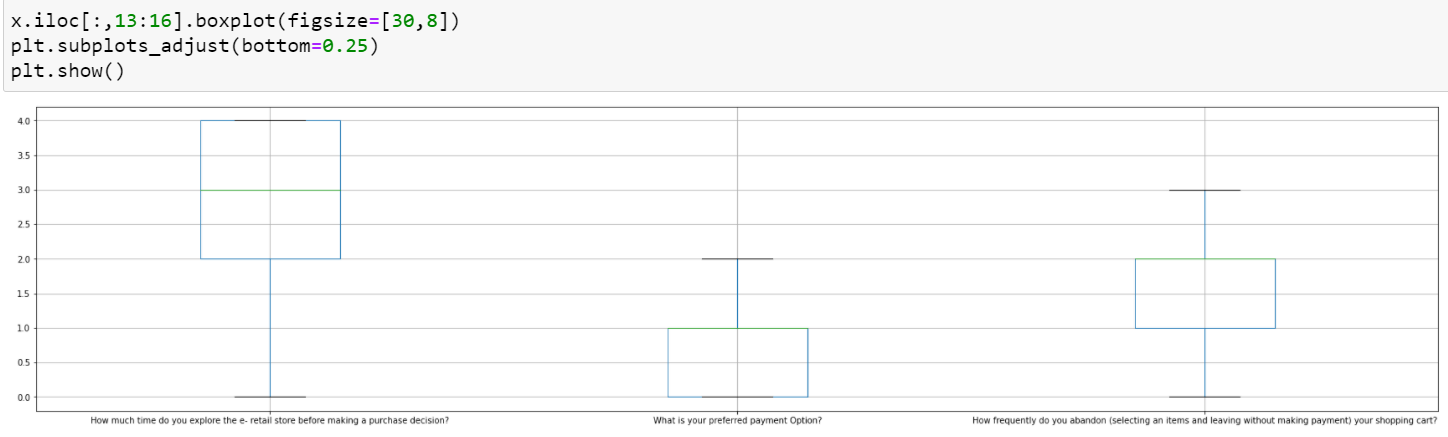 x.iloc[:,13:16].boxplot(figsize=[30,8])
plt.subplots_adjust(bottom=0.25)
plt.show()
4.0
3.5
3.0
2.5
2.0
1.5
1.0
0.5
0.0
How much time do you explore the e- retail store before making a purchase decision?
What is your preferred payment Option?
How frequently do you abandon (selecting an items and leaving without making payment) your shopping cart?